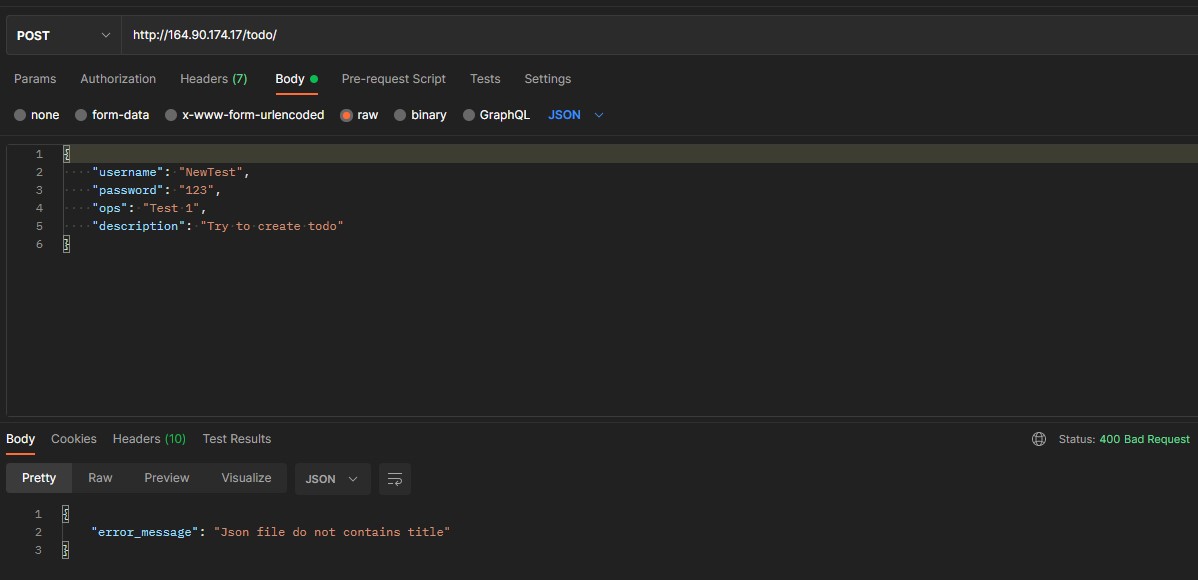 POST http://164.90.174.17/todo/
Params Authorization Headers (7) Body Pre-request Script Tests Settings
none form-data x-www-form-urlencoded raw binary GraphQL JSON
1 {
2 "username": "NewTest",
3 "password": "123",
4 "ops": "Test 1",
5 "description": "Try to create todo"
6 }
Body Cookies Headers (10) Test Results Status: 400 Bad Request
Pretty Raw Preview Visualize JSON
1 {
2 "error_message": "Json file do not contains title"
3 }